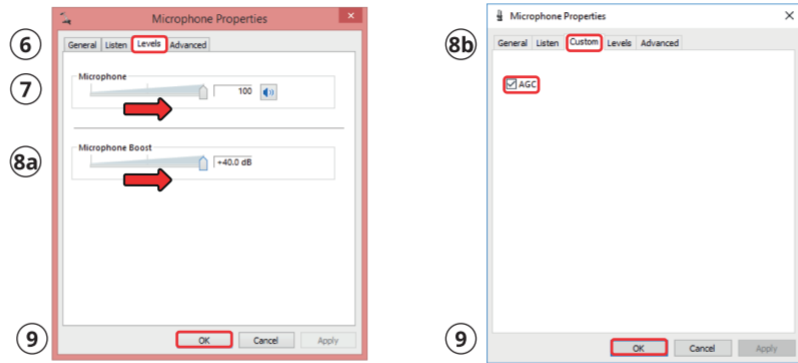 Microphone Properties
6
General Listen Levels Advanced
7
Microphone
100
8a
Microphone Boost
+40.0 dB
9
OK Cancel Apply
Microphone Properties
8b
General Listen Custom Levels Advanced
AGC
9
OK Cancel Apply